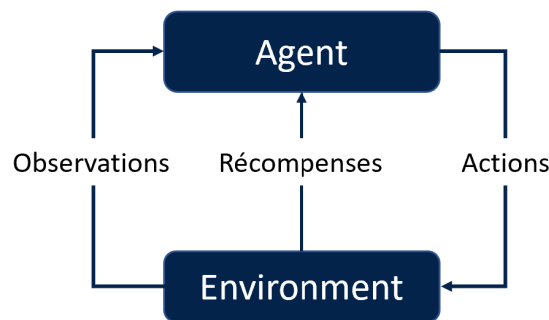 Agent
Observations
Récompenses
Actions
Environment